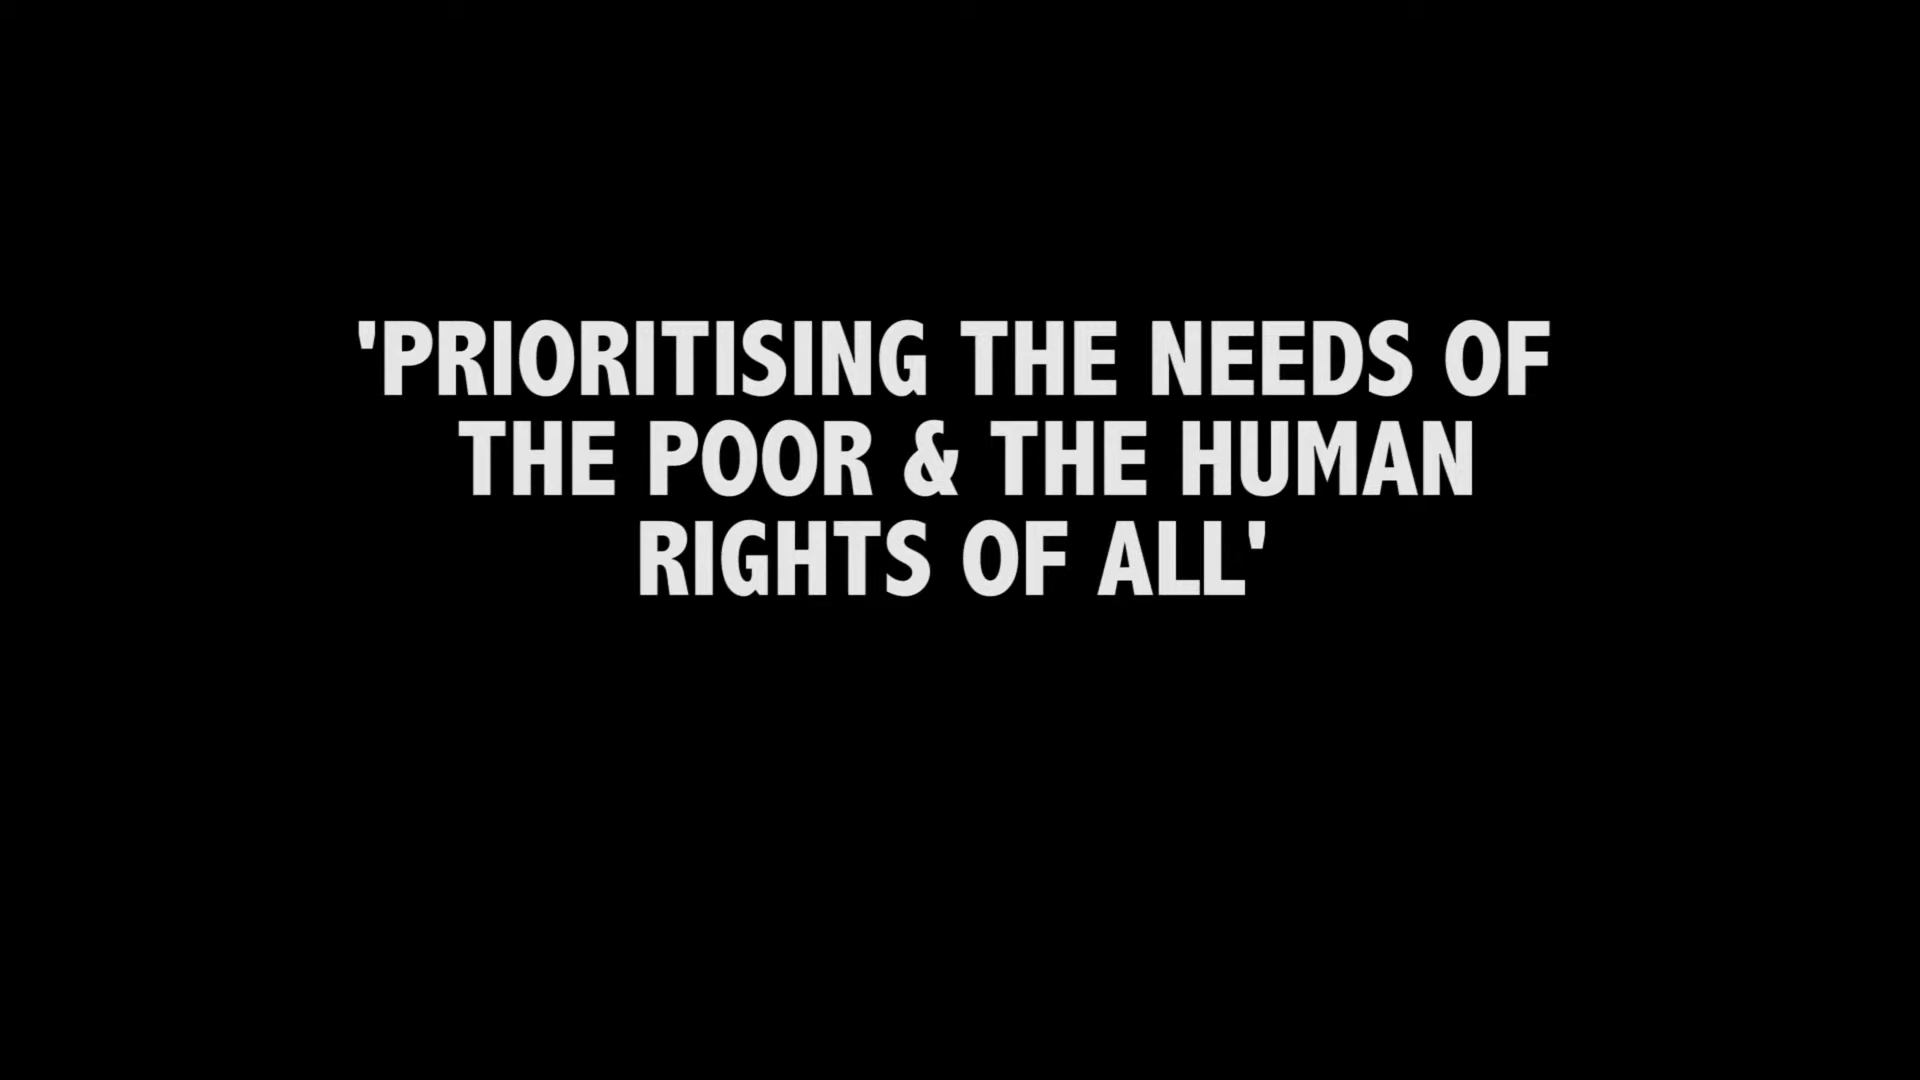 'PRIORITISING THE NEEDS OF
THE POOR & THE HUMAN
RIGHTS OF ALL'